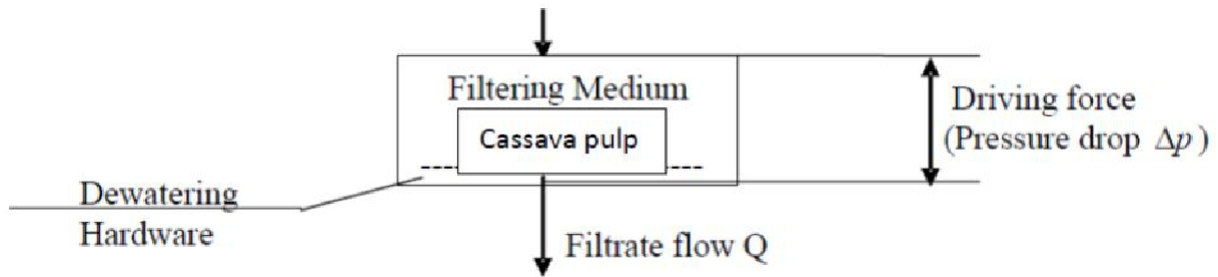 Filtering Medium
Cassava pulp
Driving force
(Pressure drop Δp )
Dewatering
Hardware
Filtrate flow Q